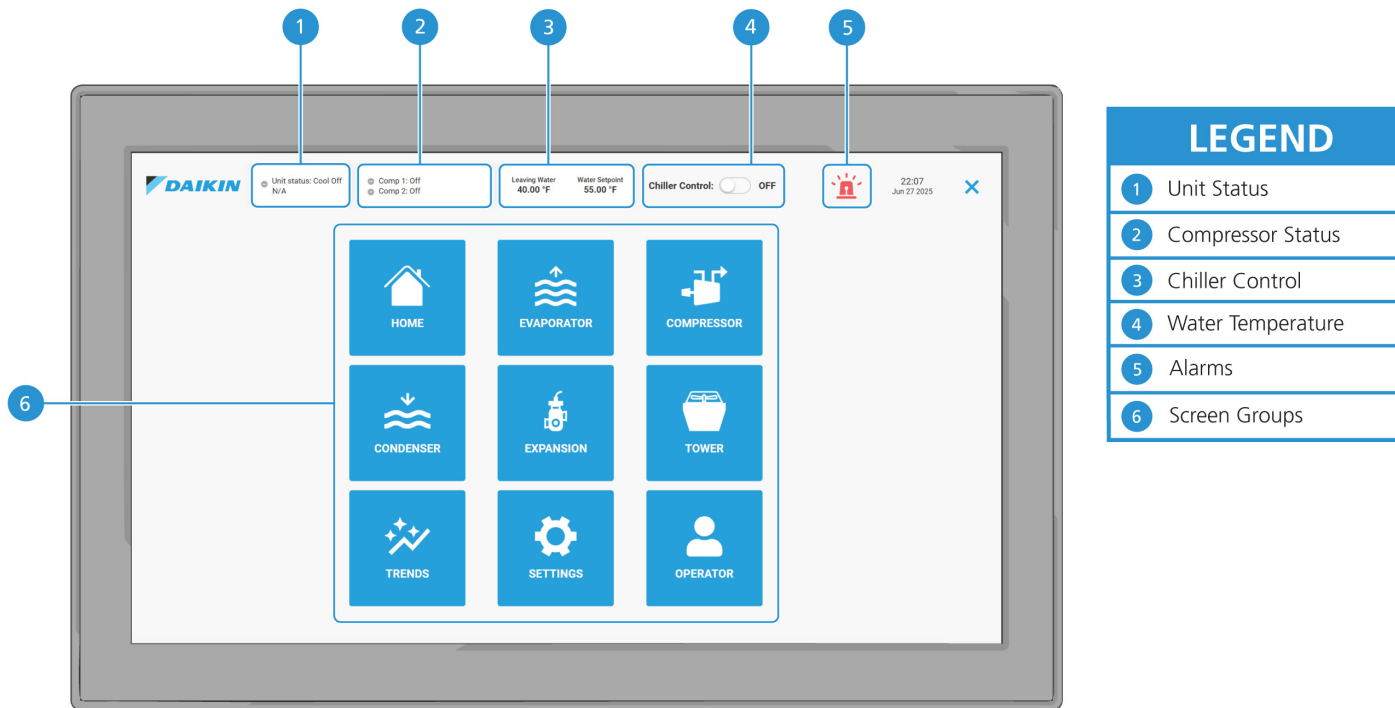 1
2
3
4
5
DAIKIN
Unit status: Cool Off
N/A
Comp 1: Off
Comp 2: Off
Leaving Water
40.00 °F
Water Setpoint
55.00 °F
Chiller Control:
OFF
22:07
Jun 27 2025
HOME
EVAPORATOR
COMPRESSOR
6
CONDENSER
EXPANSION
TOWER
TRENDS
SETTINGS
OPERATOR
LEGEND
1 Unit Status
2 Compressor Status
3 Chiller Control
4 Water Temperature
5 Alarms
6 Screen Groups